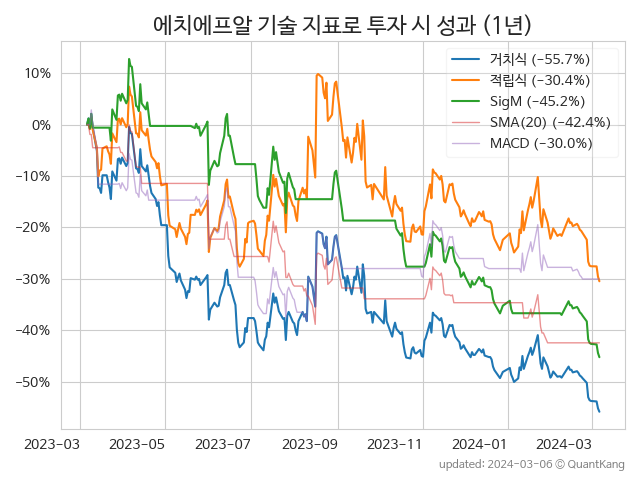 에치에프알 기술 지표로 투자 시 성과 (1년)
거치식 (−55.7%)
적립식 (−30.4%)
SigM (−45.2%)
SMA(20) (−42.4%)
MACD (−30.0%)
10%
0%
−10%
−20%
−30%
−40%
−50%
2023-03
2023-05
2023-07
2023-09
2023-11
2024-01
2024-03
updated: 2024-03-06 © QuantKang